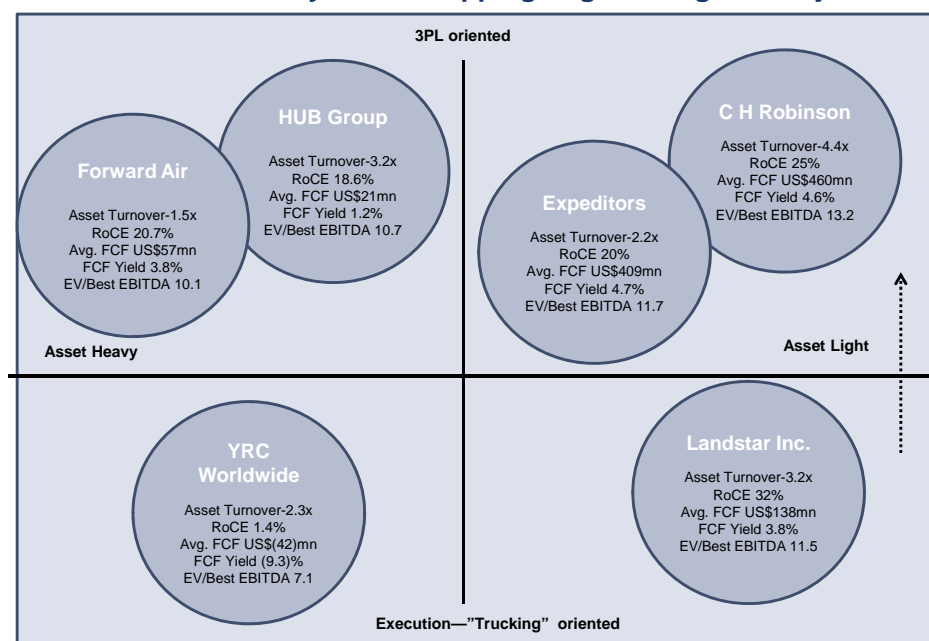 3PL oriented
HUB Group
Asset Turnover-3.2x
RoCE 18.6%
Avg. FCF US$21mn
FCF Yield 1.2%
EV/Best EBITDA 10.7
C H Robinson
Asset Turnover-4.4x
RoCE 25%
Avg. FCF US$460mn
FCF Yield 4.6%
EV/Best EBITDA 13.2
Forward Air
Asset Turnover-1.5x
RoCE 20.7%
Avg. FCF US$57mn
FCF Yield 3.8%
EV/Best EBITDA 10.1
Expeditors
Asset Turnover-2.2x
RoCE 20%
Avg. FCF US$409mn
FCF Yield 4.7%
EV/Best EBITDA 11.7
Asset Heavy
Asset Light
YRC
Worldwide
Asset Turnover-2.3x
RoCE 1.4%
Avg. FCF US$(42)mn
FCF Yield (9.3)%
EV/Best EBITDA 7.1
Landstar Inc.
Asset Turnover-3.2x
RoCE 32%
Avg. FCF US$138mn
FCF Yield 3.8%
EV/Best EBITDA 11.5
Execution—”Trucking” oriented